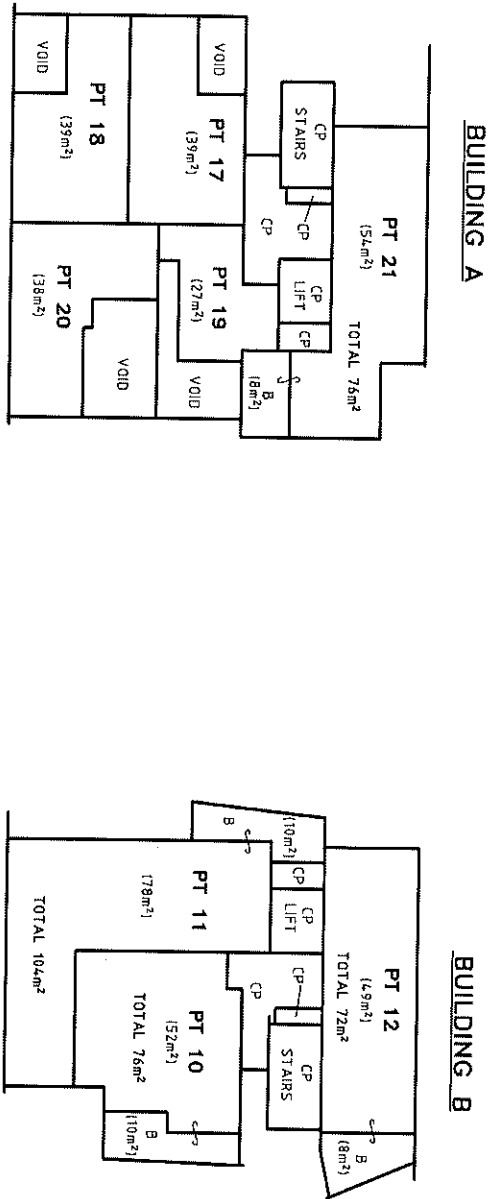 BUILDING A
PT 21
(54m²)
TOTAL 76m²
CP
STAIRS
CP
CP
CP
LIFT
CP
B
(8m²)
VOID
PT 17
(39m²)
PT 19
(27m²)
VOID
VOID
PT 18
(39m²)
PT 20
(38m²)
VOID
BUILDING B
PT 12
(49m²)
TOTAL 72m²
B
(8m²)
(10m²)
B
CP
CP
LIFT
CP
CP
CP
STAIRS
PT 11
(78m²)
TOTAL 104m²
PT 10
(52m²)
TOTAL 76m²
B
(10m²)